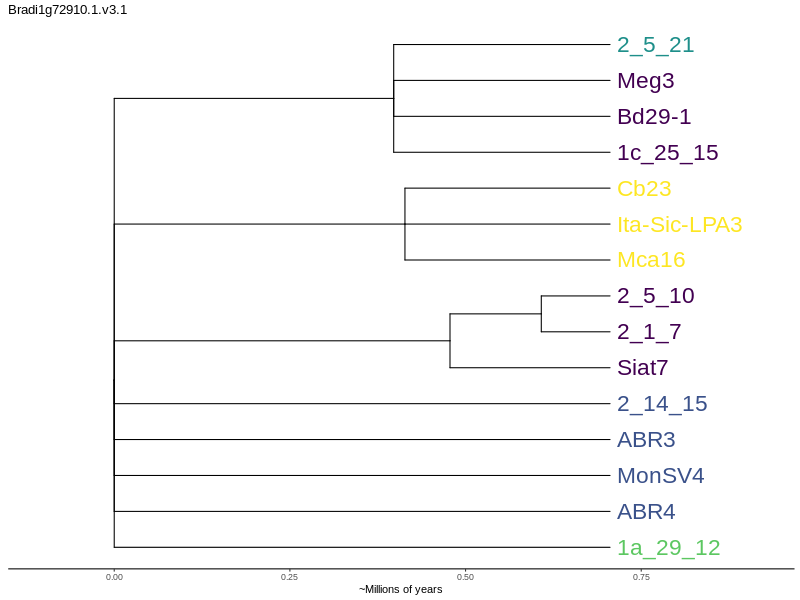 Bradi1g72910.1.v3.1
2_5_21
Meg3
Bd29-1
1c_25_15
Cb23
Ita-Sic-LPA3
Mca16
2_5_10
2_1_7
Siat7
2_14_15
ABR3
MonSV4
ABR4
1a_29_12
0.00 0.25 0.50 0.75
~Millions of years